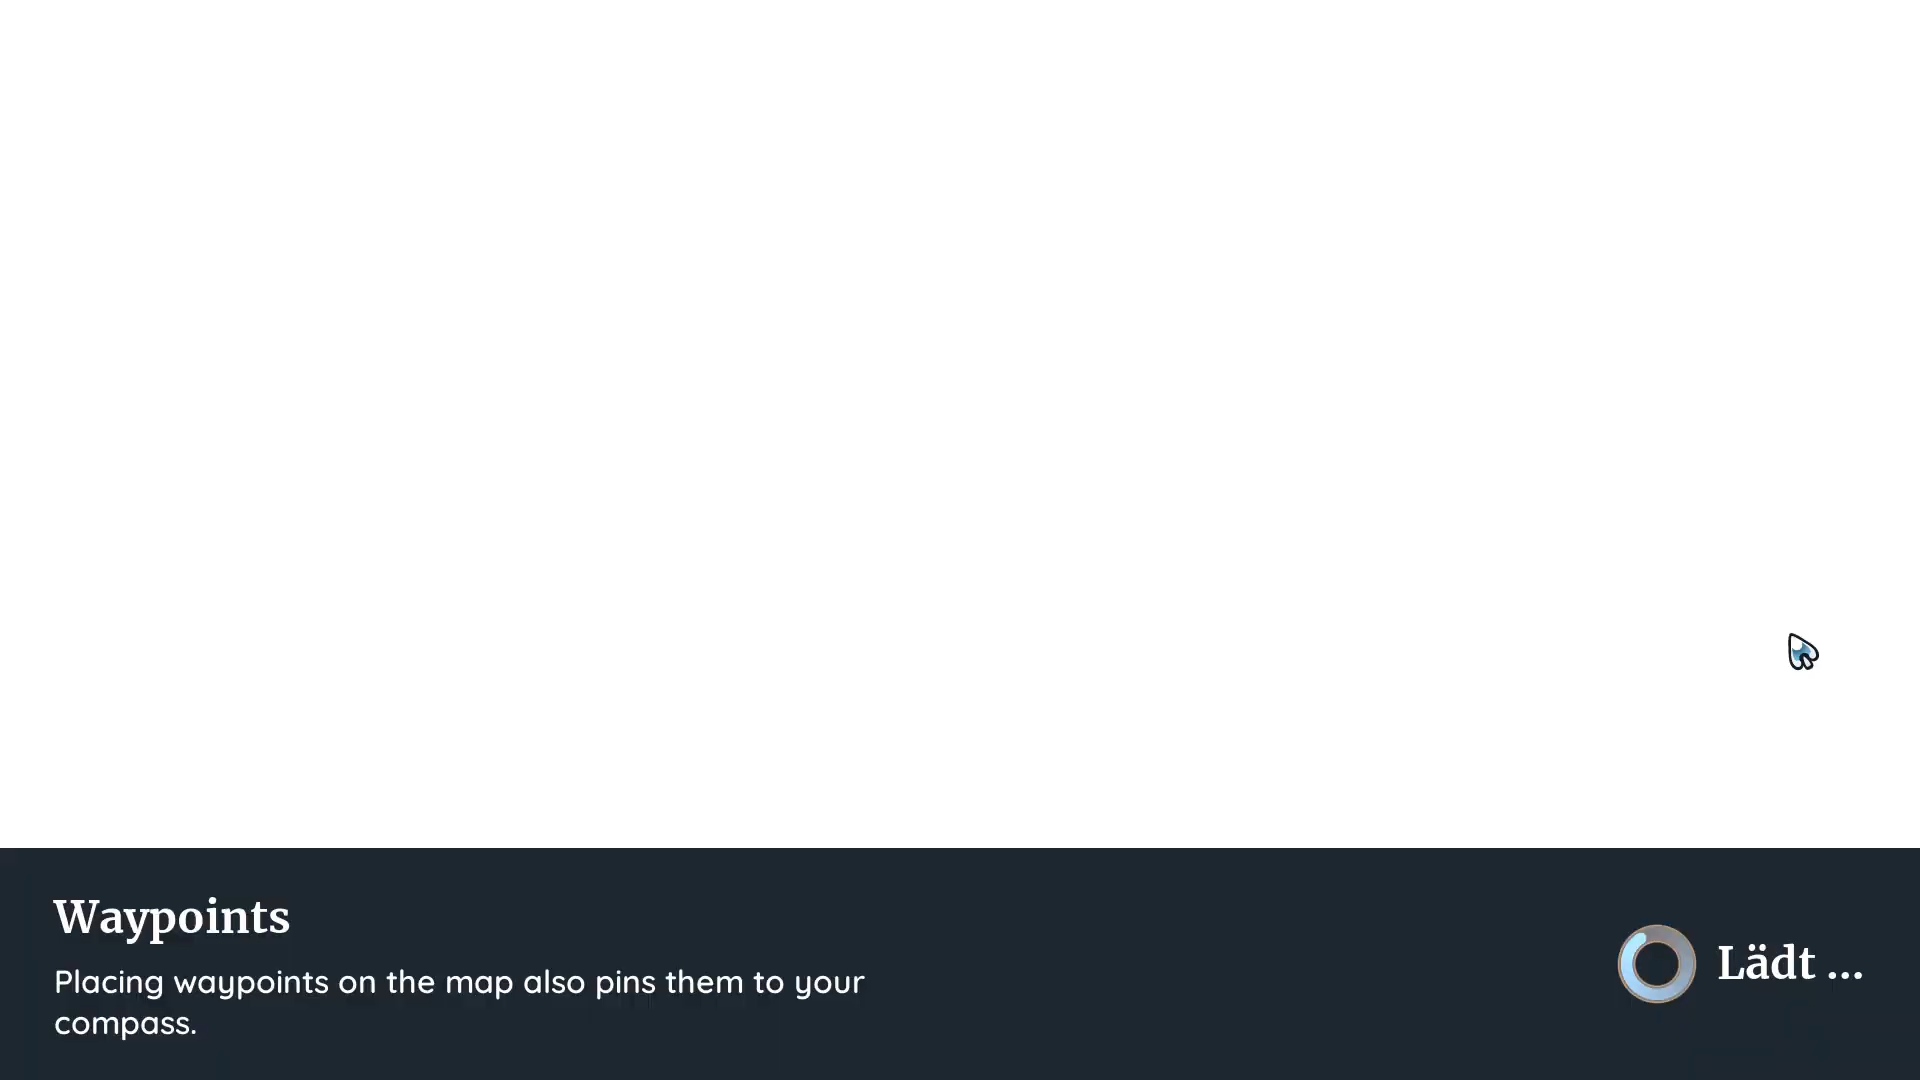 Waypoints
Placing waypoints on the map also pins them to your
compass.
Lädt ...